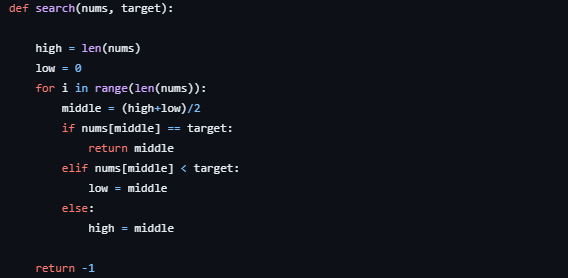 def search(nums, target):
    high = len(nums)
    low = 0
    for i in range(len(nums)):
        middle = (high+low)/2
        if nums[middle] == target:
            return middle
        elif nums[middle] < target:
            low = middle
        else:
            high = middle
    return -1